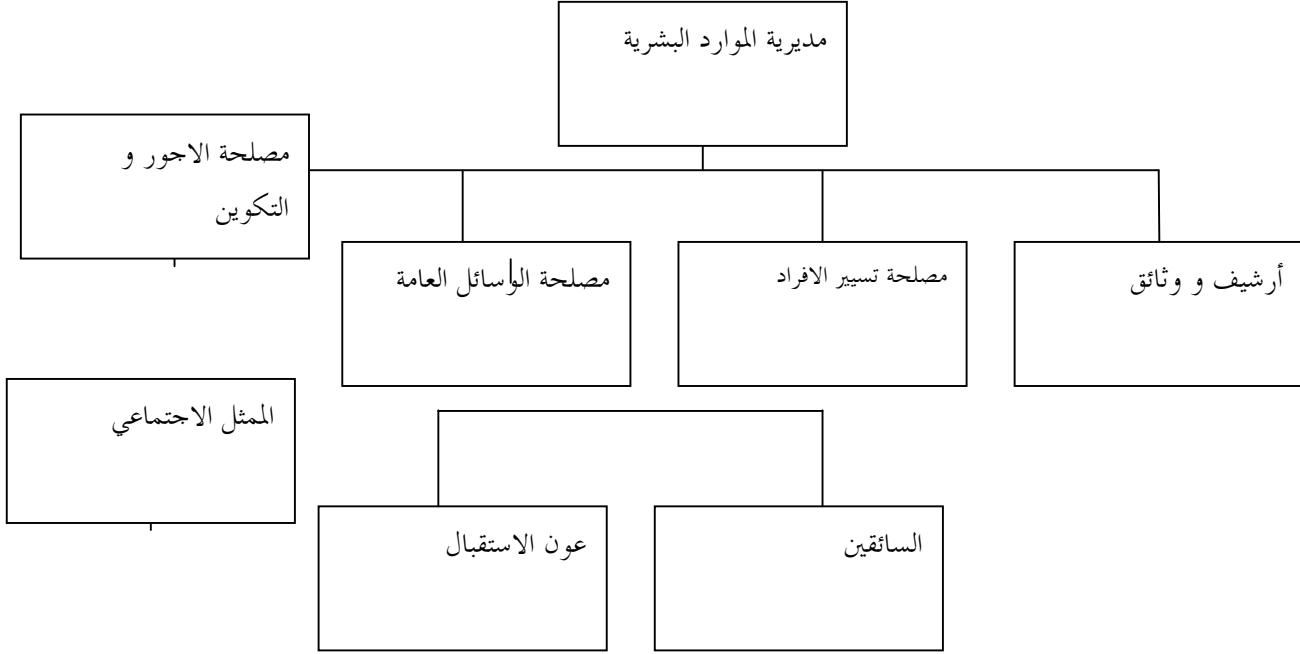 مديرية الموارد البشرية
مصلحة الاجور و
التكوين
أرشيف و وثائق
مصلحة تسيير الافراد
مصلحة الوأسائل العامة
الممثل الاجتماعي
السائقين
عون الاستقبال